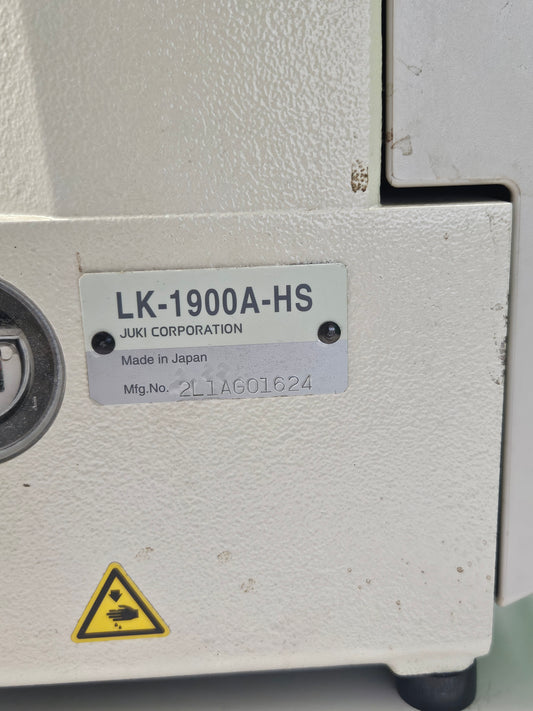 LK-1900A-HS
JUKI CORPORATION
Made in Japan
Mfg.No. 2L1AG01624